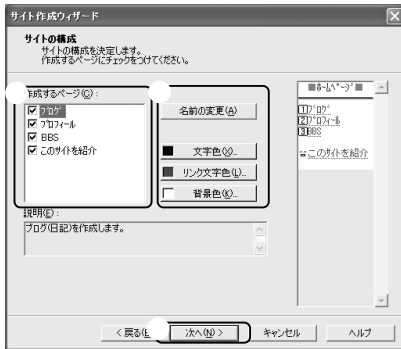 サイト作成ウィザード
サイトの構成
サイトの構成を決定します。
作成するページにチェックをつけてください。
作成するページ(C):
ブログ
プロフィール
BBS
このサイトを紹介
名前の変更(A)
文字色(X)...
リンク文字色(L)...
背景色(K)...
説明(E):
ブログ(日記)を作成します。
■ホームページ■
1ブログ
2プロフィール
3BBS
このサイトを紹介
< 戻る(B
次へ(N) >
キャンセル
ヘルプ